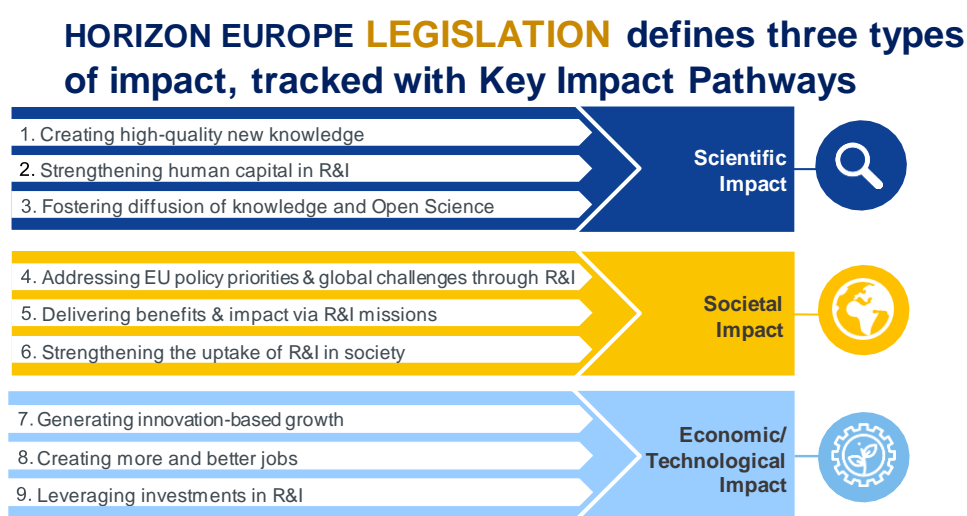 HORIZON EUROPE LEGISLATION defines three types
of impact, tracked with Key Impact Pathways
1. Creating high-quality new knowledge
2. Strengthening human capital in R&I
3. Fostering diffusion of knowledge and Open Science
Scientific
Impact
4. Addressing EU policy priorities & global challenges through R&I
5. Delivering benefits & impact via R&I missions
6. Strengthening the uptake of R&I in society
Societal
Impact
7. Generating innovation-based growth
8. Creating more and better jobs
9. Leveraging investments in R&I
Economic/
Technological
Impact